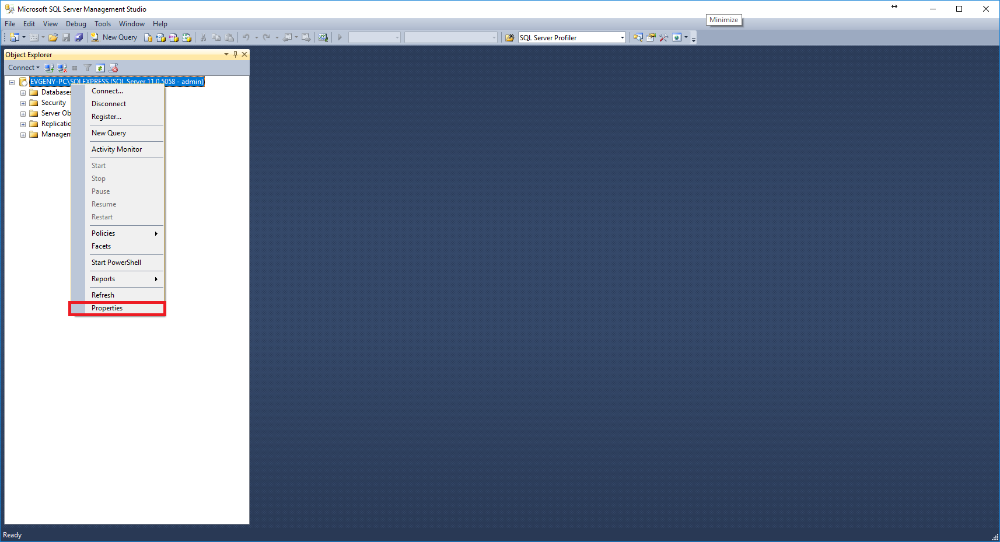 Microsoft SQL Server Management Studio
Minimize
File Edit View Debug Tools Window Help
New Query
SQL Server Profiler
Object Explorer
Connect
EVGENY-PC\SQLEXPRESS (SQL Server 11.0.5058 - admin)
Databases
Security
Server Ob
Replicatio
Managem
Connect...
Disconnect
Register...
New Query
Activity Monitor
Start
Stop
Pause
Resume
Restart
Policies
Facets
Start PowerShell
Reports
Refresh
Properties
Ready